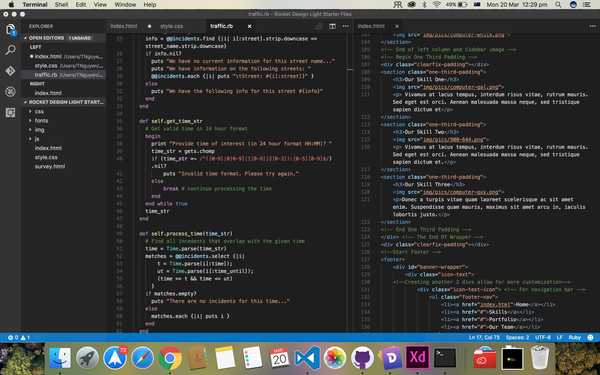 Terminal Shell Edit View Window Help
49% Mon 20 Mar 12:29 pm
traffic.rb - Rocket Design Light Starter Files
EXPLORER
OPEN EDITORS 1 UNSAVED
LEFT
index.html /Users/TNguyen/...
style.css /Users/TNguyen/...
traffic.rb /Users/TNguyen/...
RIGHT
index.html
ROCKET DESIGN LIGHT START...
css
fonts
img
js
index.html
style.css
survey.html
index.html style.css traffic.rb
25 info = @@incidents.find {|i| i[:street].strip.downcase ==
street_name.strip.downcase}
26 if info.nil?
27 puts "We have no current information for this street name..."
28 puts "We have information on the following streets: "
29 @@incidents.each {|i| puts "\tStreet: #{i[:street]}" }
30 else
31 puts "We have the following info for this street #{info}"
32 end
33 end
34
35 def self.get_time_str
36 # Get valid time in 24 hour format
37 begin
38 print "Provide time of interest (in 24 hour format HH:MM)? "
39 time_str = gets.chomp
40 if (time_str =~ /^([0-9]|0[0-9]|1[0-9]|2[0-3]):[0-5][0-9]$/)
.nil?
41 puts "Invalid time format. Please try again."
42 else
43 break # continue processing the time
44 end
45 end while true
46 time_str
47 end
48
49 def self.process_time(time_str)
50 # Find all incedents that overlap with the given time
51 time = Time.parse(time_str)
52 matches = @@incidents.select {|i|
53 t = Time.parse(i[:time]);
54 ut = Time.parse(i[:time_until]);
55 (time >= t && time <= ut)
56 }
57 if matches.empty?
58 puts "There are no incidents for this time..."
59 else
60 matches.each {|i| puts i }
61 end
62 end
index.html
104 <img src="img/pics/computer-white.png">
105 </section>
106 <!-- End of left column and Sidebar image -->
<!-- Begin One Third Padding -->
<div class="clearfix-padding"></div>
<section class="one-third-padding">
<h3>Our Skill One</h3>
<img src="img/pics/computer-gal.png">
<p> Vivamus at lacus tempus, interdum risus vitae, rutrum mauris.
Sed eget est orci. Aenean malesuada massa neque, sed tristique
sapien dictum et</p>
</section>
<section class="one-third-padding">
<h3>Our Skill Two</h3>
<img src="img/pics/900-644.png">
<p> Vivamus at lacus tempus, interdum risus vitae, rutrum mauris.
Sed eget est orci. Aenean malesuada massa neque, sed tristique
sapien dictum et.</p>
</section>
<section class="one-third-padding">
<h3>Our Skill Three</h3>
<img src="img/pics/computer-guy.png">
<p>Donec a turpis vitae quam laoreet scelerisque ac sit amet
enim. Suspendisse quam mauris, maximus sit amet arcu in, iaculis
lobortis justo.</p>
</section>
<!-- End One Third Padding -->
</div> <!-- The End Of Wrapper -->
<div class="clearfix-padding"></div>
<!--Start Footer -->
<footer>
<div id="banner-wrapper">
<div class="icon-text">
<!--Creating another 2 divs allow for more customization-->
<div class="icon-text-icon"> <!-- for navigation bar -->
<ul class="footer-nav">
<li><a href="index.html">Home</a></li>
<li><a href="#">Skills</a></li>
<li><a href="#">Portfolio</a></li>
<li><a href="#">Our Team</a></li>
0 1
Ln 17, Col 73 Spaces: 2 UTF-8 LF Ruby
73
MAR
20
D
Xd